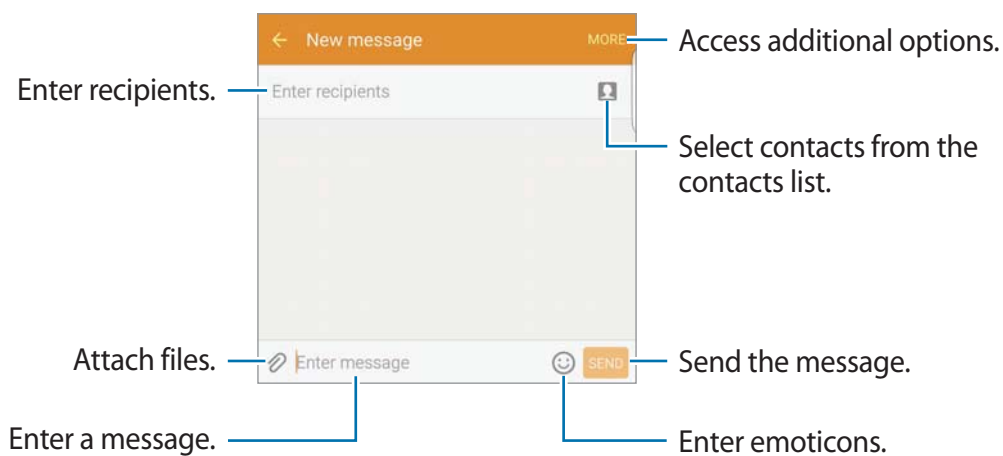 New message
MORE
Access additional options.
Enter recipients.
Enter recipients
Select contacts from the
contacts list.
Attach files.
Enter message
SEND
Send the message.
Enter a message.
Enter emoticons.